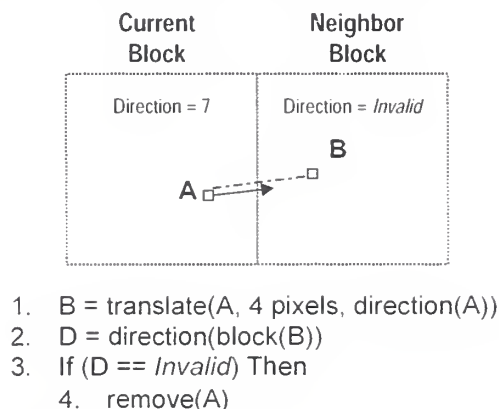 Current Block
Neighbor Block
Direction = 7
Direction = Invalid
B
A
1. B = translate(A, 4 pixels, direction(A))
2. D = direction(block(B))
3. If (D == Invalid) Then
4. remove(A)